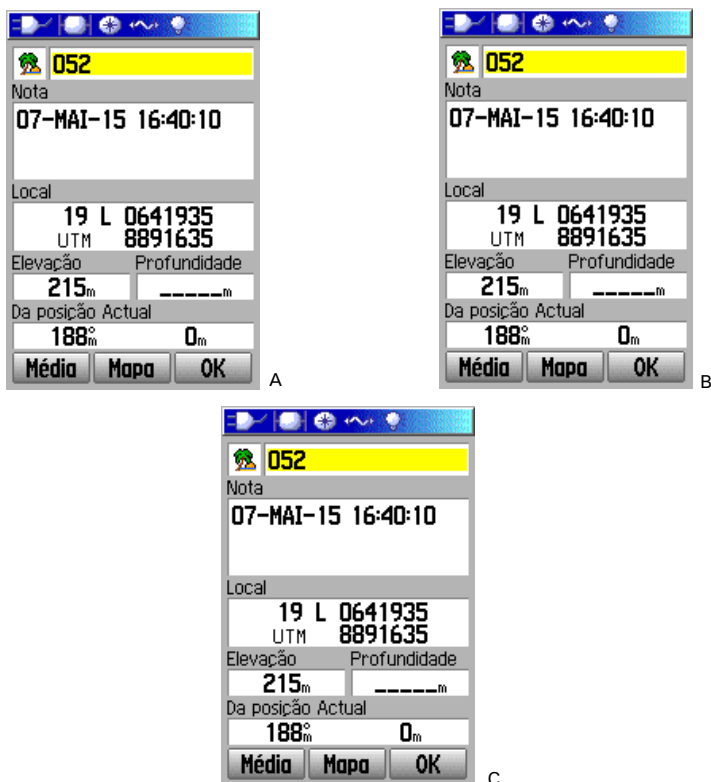 052
Nota
07-MAI-15 16:40:10
Local
19 L 0641935
UTM 8891635
Elevação Profundidade
215m _____m
Da posição Actual
188°m 0m
Média Mapa OK
A
052
Nota
07-MAI-15 16:40:10
Local
19 L 0641935
UTM 8891635
Elevação Profundidade
215m _____m
Da posição Actual
188°m 0m
Média Mapa OK
B
052
Nota
07-MAI-15 16:40:10
Local
19 L 0641935
UTM 8891635
Elevação Profundidade
215m _____m
Da posição Actual
188°m 0m
Média Mapa OK
C